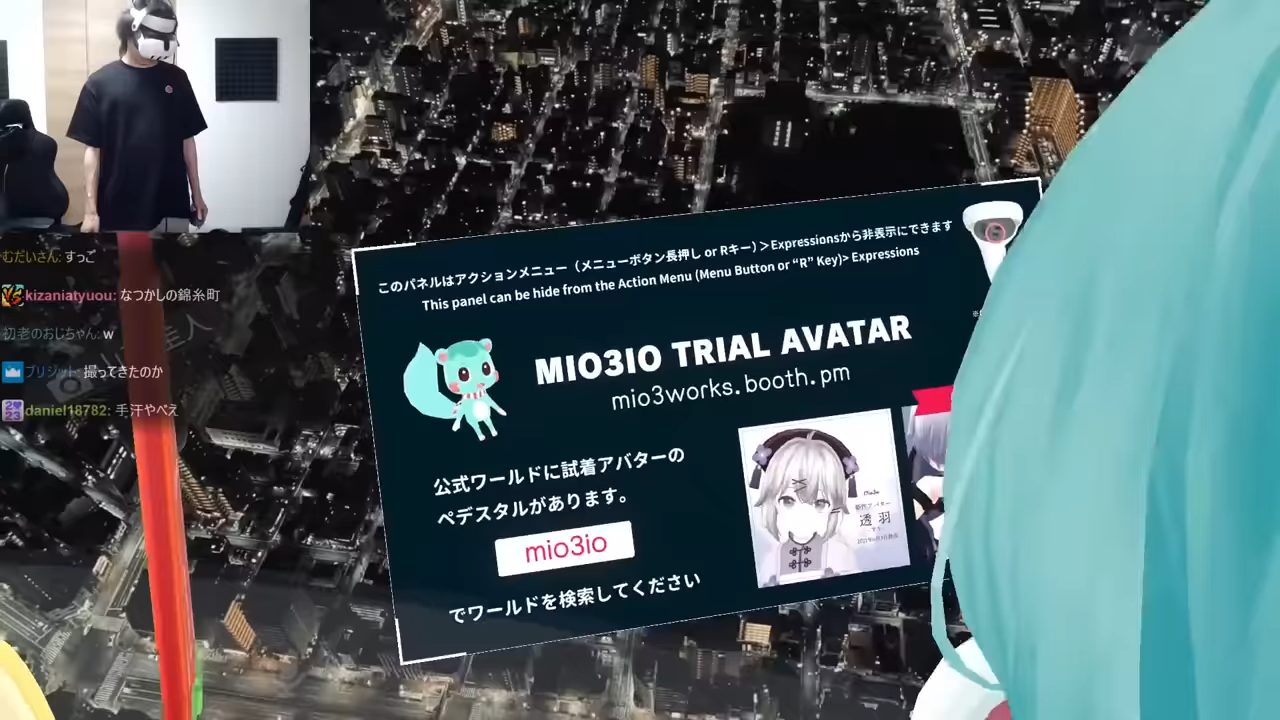 むだいさん: すっご
kizaniatyuou: なつかしの錦糸町
初老のおじちゃん: w
ブリジット: 撮ってきたのか
daniel18782: 手汗やべえ
このパネルはアクションメニュー（メニューボタン長押し or Rキー）＞Expressionsから非表示にできます
This panel can be hide from the Action Menu (Menu Button or “R” Key)> Expressions
MIO3IO TRIAL AVATAR
mio3works.booth.pm
公式ワールドに試着アバターの
ペデスタルがあります。
mio3io
でワールドを検索してください
新作アバター
透羽